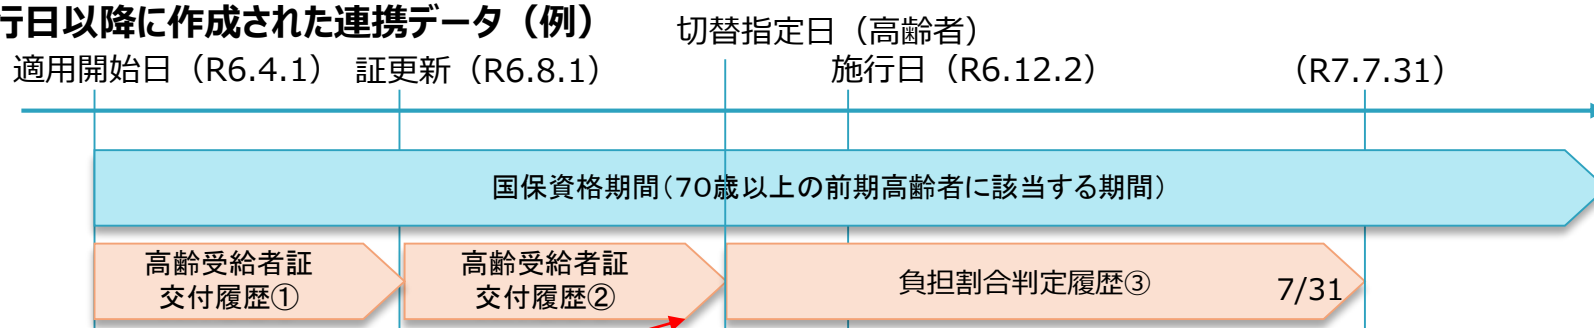 行日以降に作成された連携データ（例）
切替指定日（高齢者）
適用開始日（R6.4.1）
証更新（R6.8.1）
施行日（R6.12.2）
（R7.7.31）
国保資格期間（70歳以上の前期高齢者に該当する期間）
高齢受給者証
交付履歴①
高齢受給者証
交付履歴②
負担割合判定履歴③
7/31